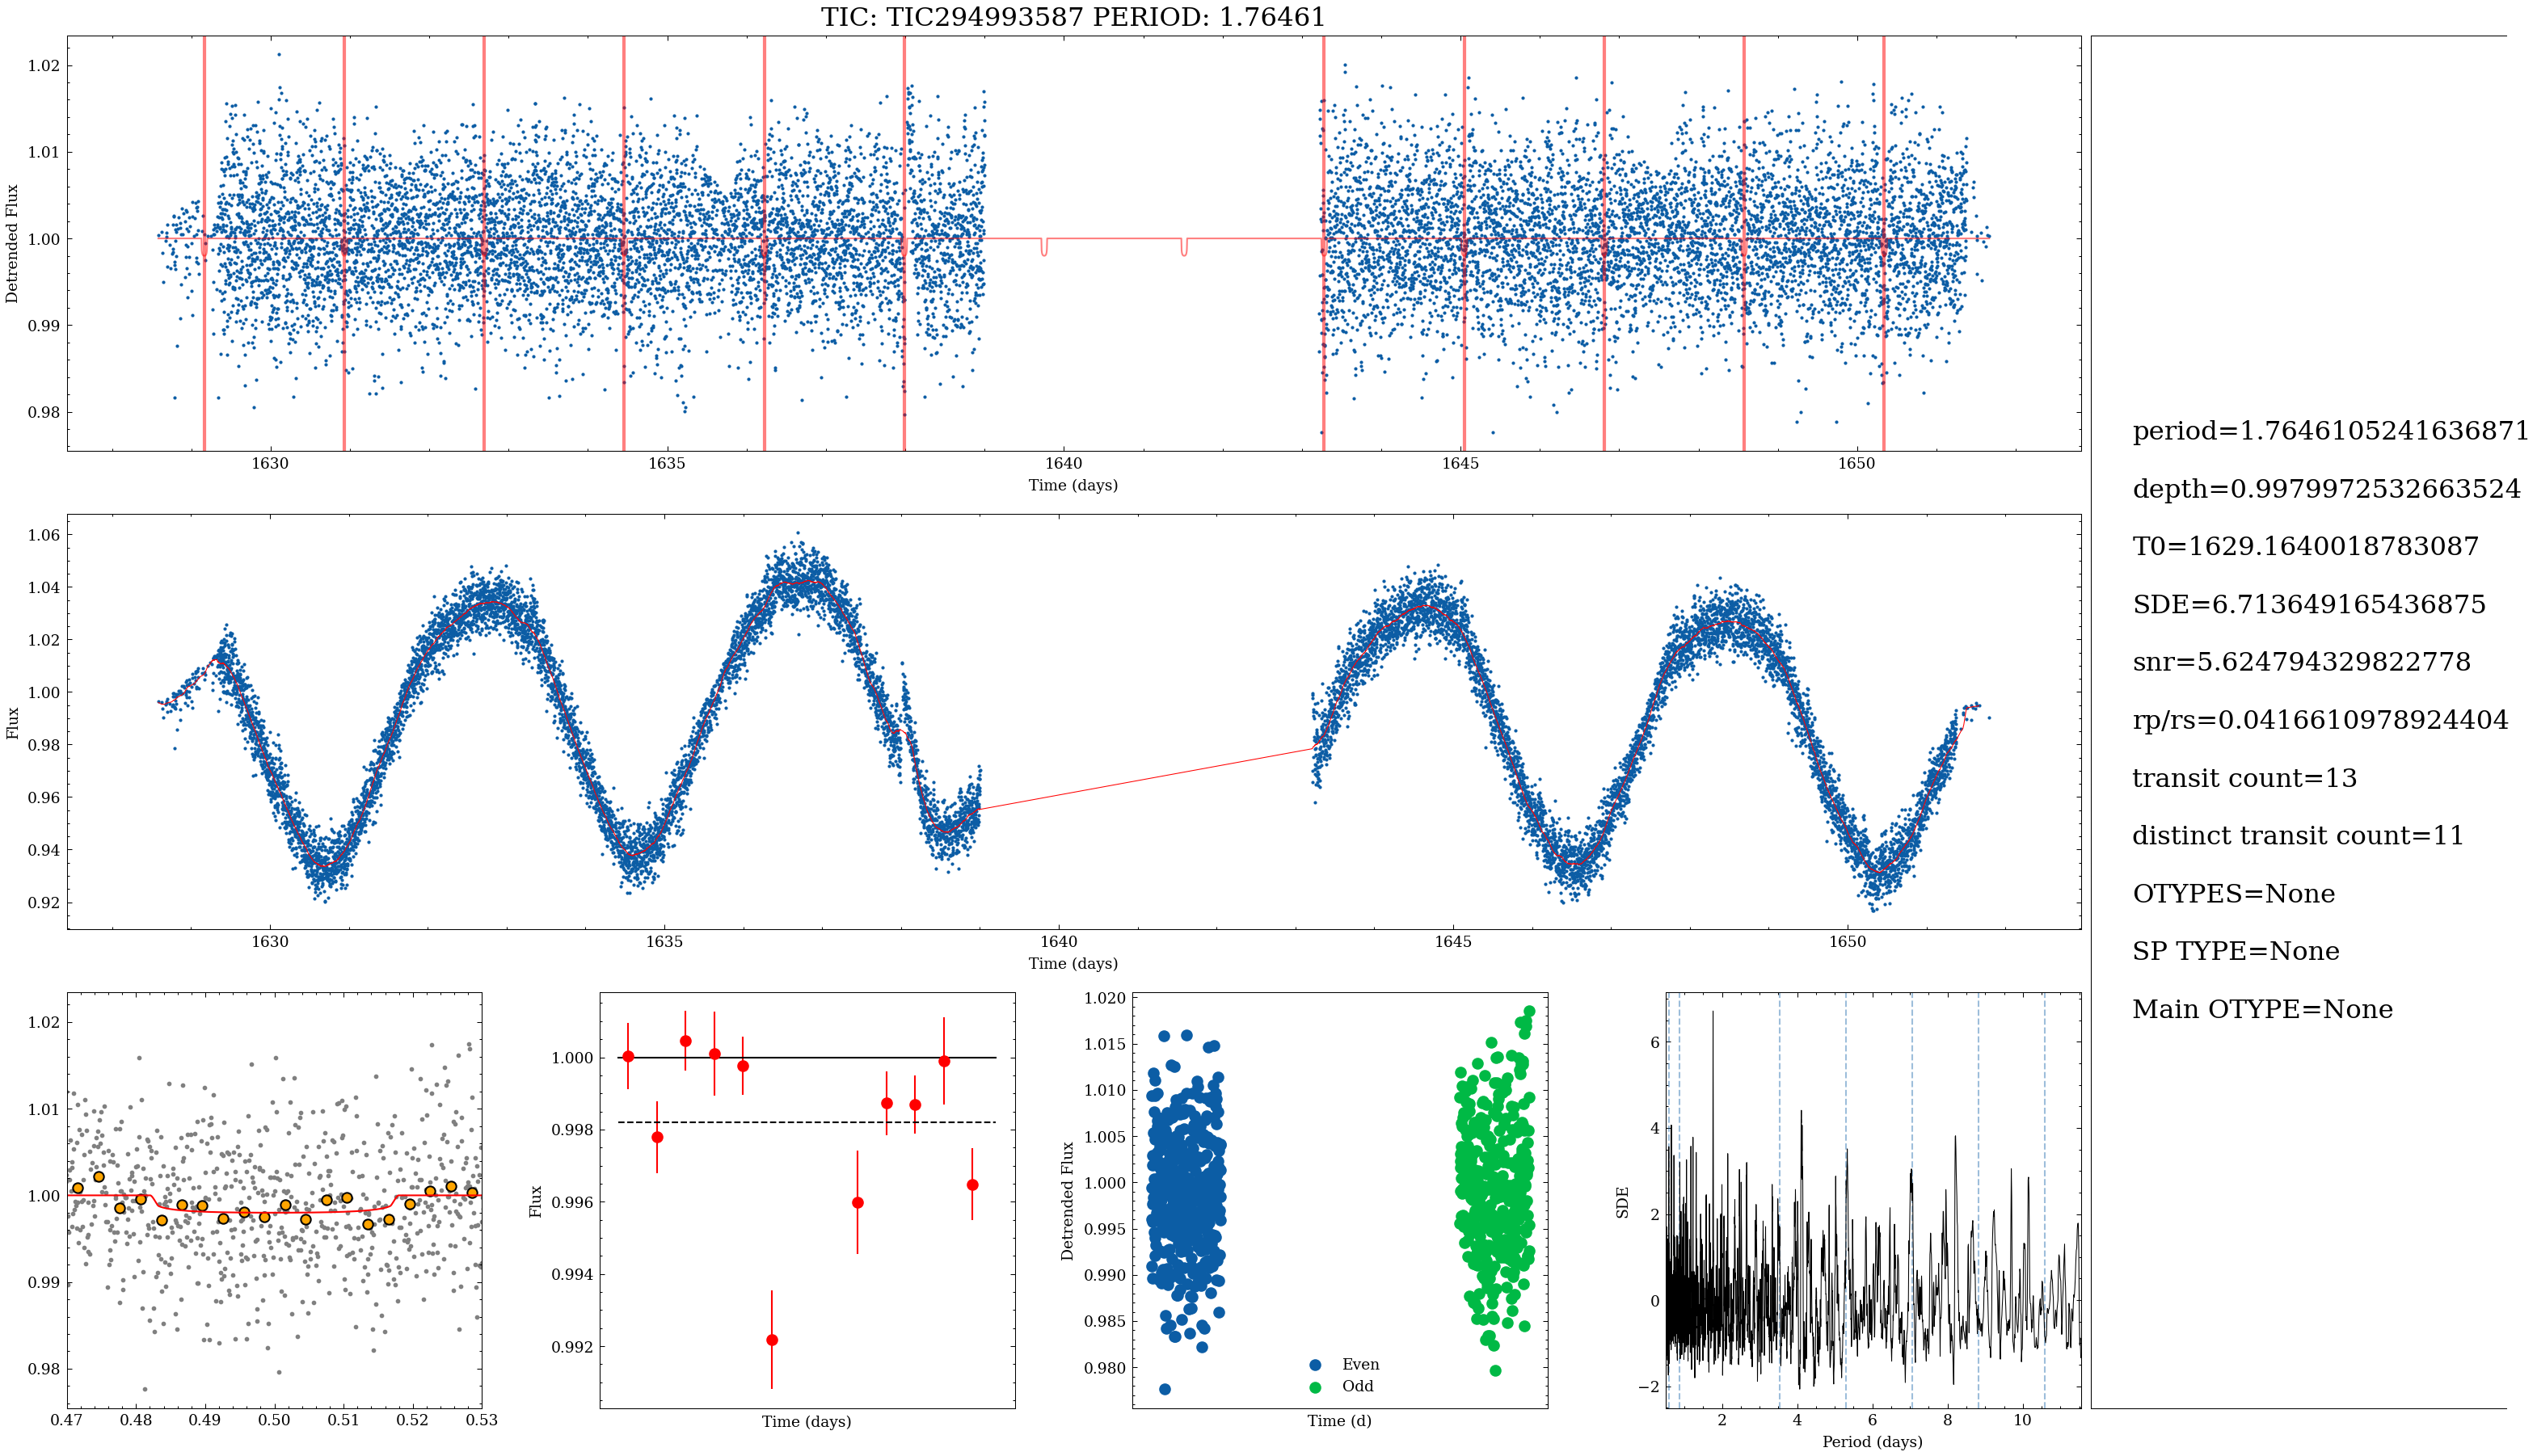 TIC: TIC294993587 PERIOD: 1.76461
1.02
1.01
1.00
0.99
0.98
Detrended Flux
1630
1635
1640
1645
1650
Time (days)
1.06
1.04
1.02
1.00
0.98
0.96
0.94
0.92
Flux
1630
1635
1640
1645
1650
Time (days)
1.02
1.01
1.00
0.99
0.98
0.47
0.48
0.49
0.50
0.51
0.52
0.53
1.000
0.998
0.996
0.994
0.992
Flux
Time (days)
1.020
1.015
1.010
1.005
1.000
0.995
0.990
0.985
0.980
Detrended Flux
Even
Odd
Time (d)
6
4
2
0
−2
SDE
2
4
6
8
10
Period (days)
period=1.7646105241636871
depth=0.9979972532663524
T0=1629.1640018783087
SDE=6.713649165436875
snr=5.624794329822778
rp/rs=0.0416610978924404
transit count=13
distinct transit count=11
OTYPES=None
SP TYPE=None
Main OTYPE=None